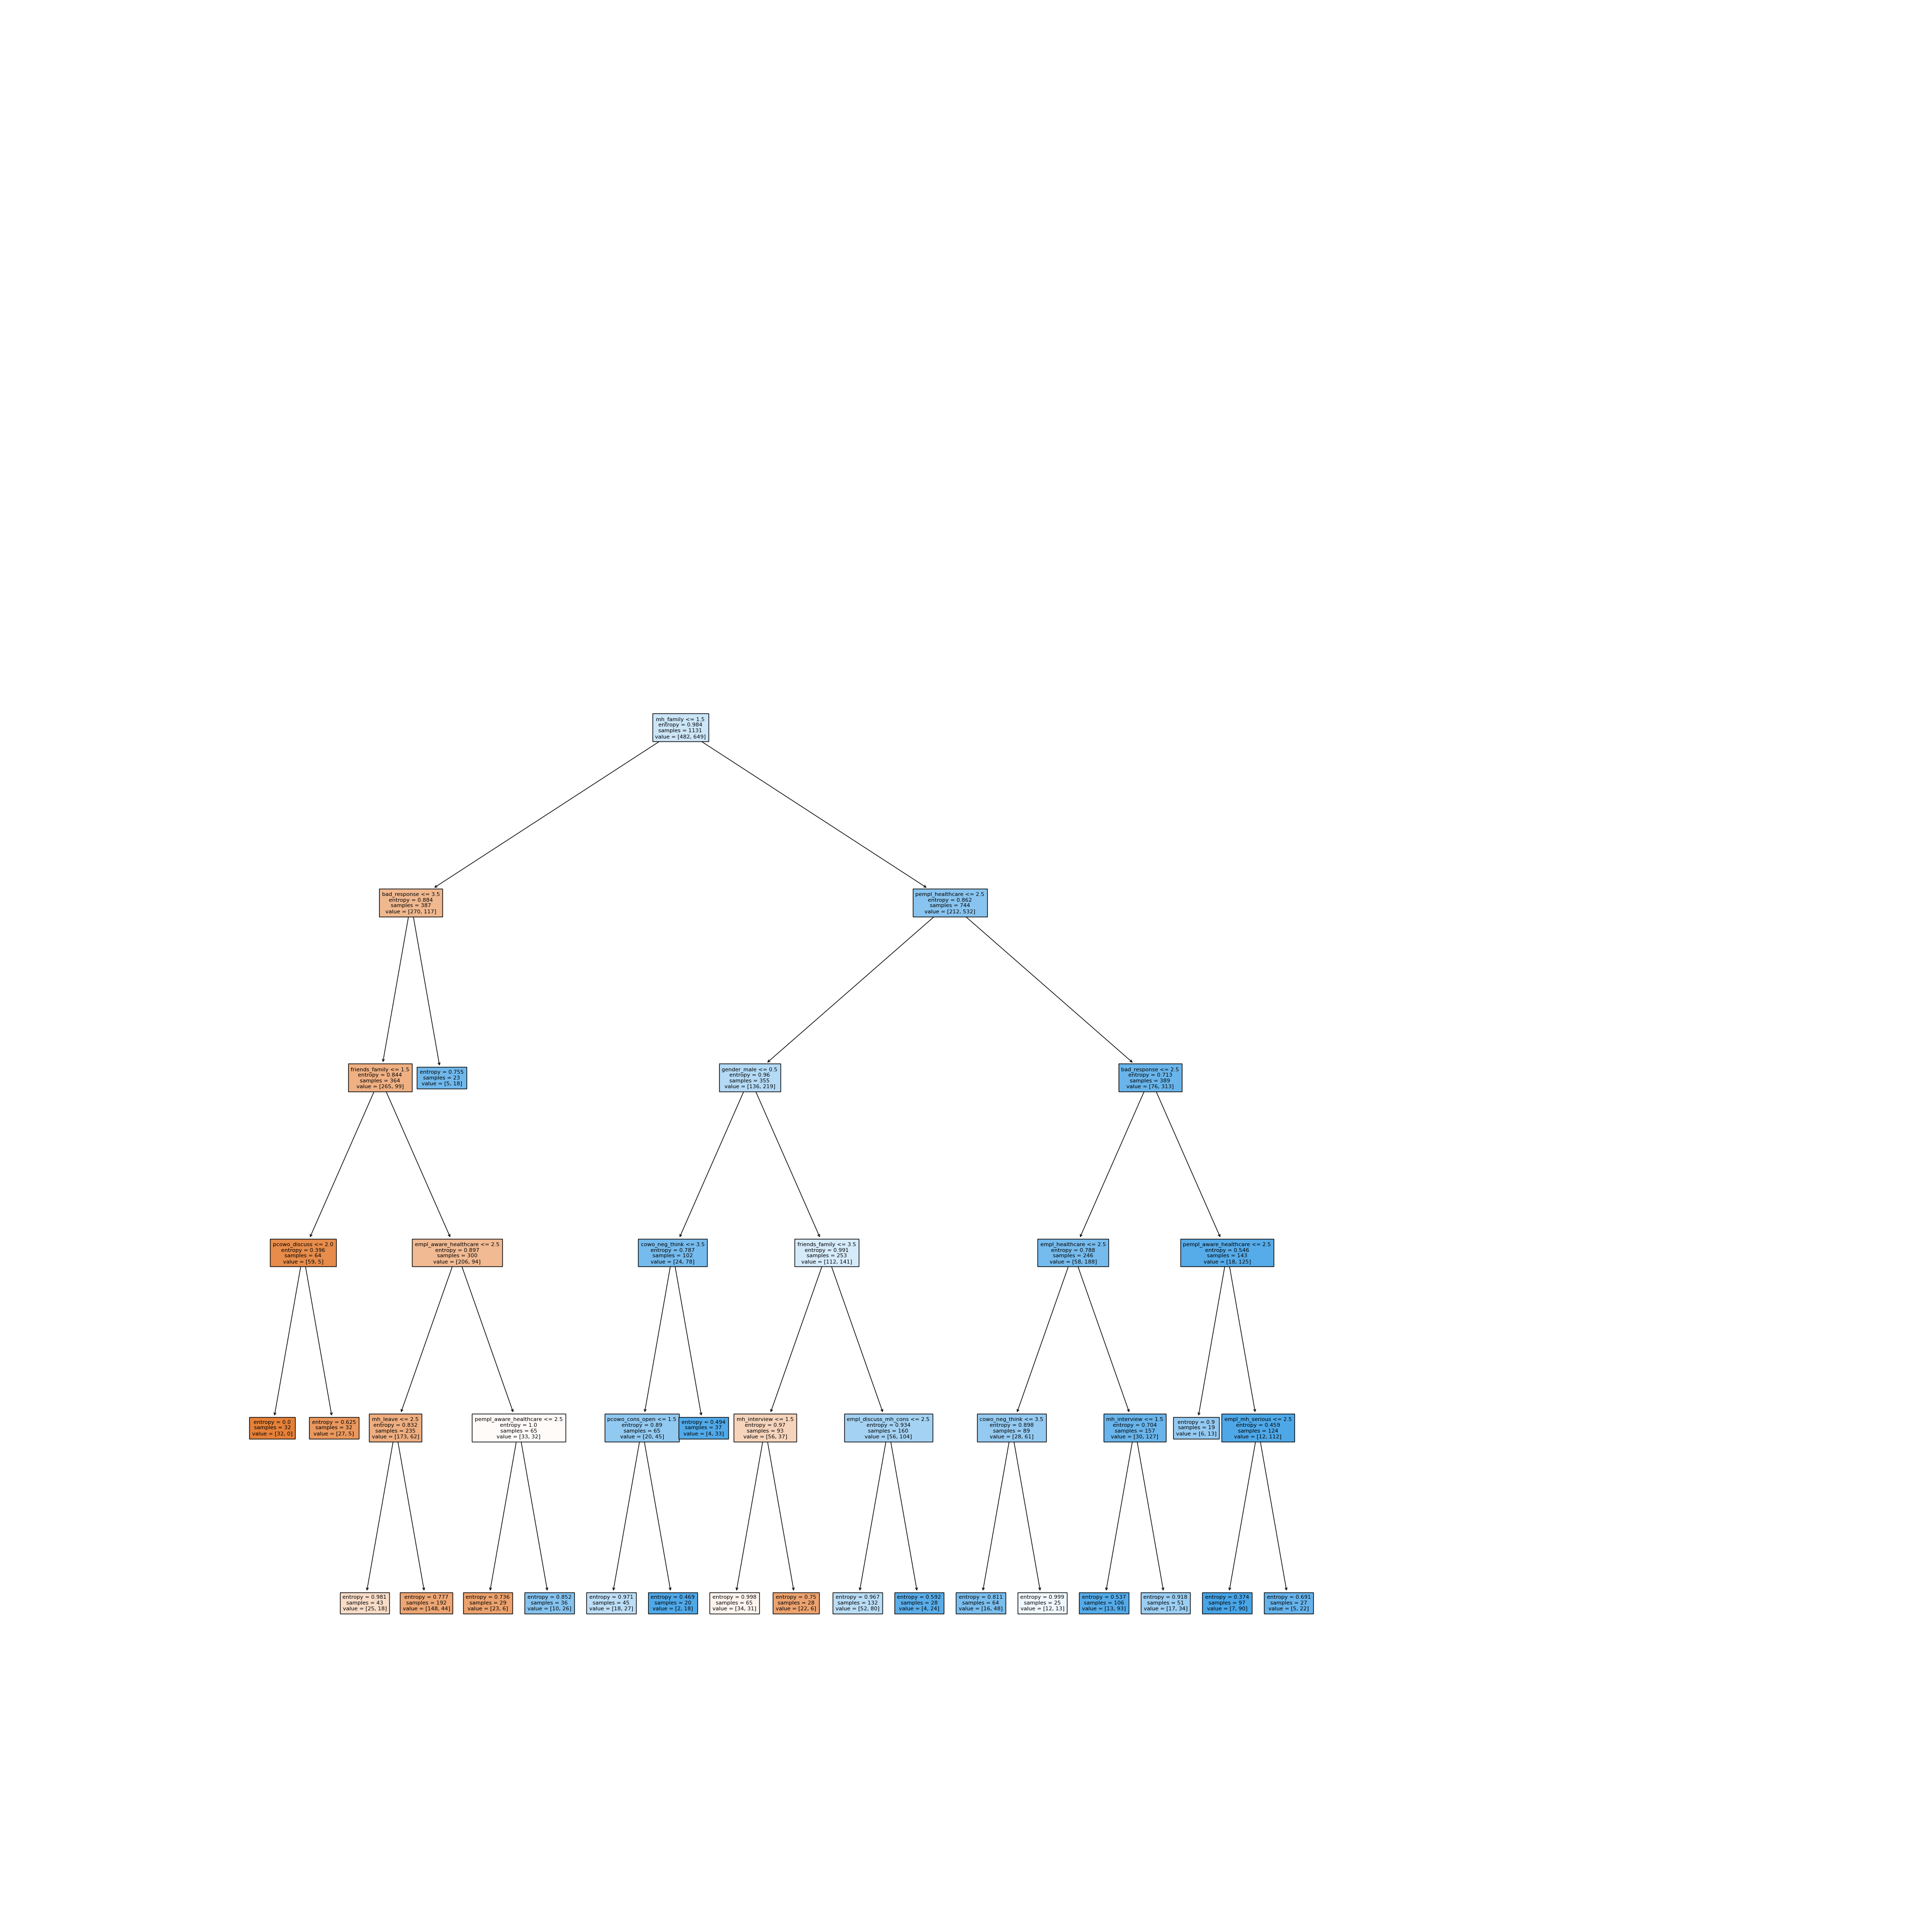 mh_family <= 1.5
entropy = 0.984
samples = 1131
value = [482, 649]
bad_response <= 3.5
entropy = 0.884
samples = 387
value = [270, 117]
pempl_healthcare <= 2.5
entropy = 0.862
samples = 744
value = [212, 532]
friends_family <= 1.5
entropy = 0.844
samples = 364
value = [265, 99]
entropy = 0.755
samples = 23
value = [5, 18]
gender_male <= 0.5
entropy = 0.96
samples = 355
value = [136, 219]
bad_response <= 2.5
entropy = 0.713
samples = 389
value = [76, 313]
pcowo_discuss <= 2.0
entropy = 0.396
samples = 64
value = [59, 5]
empl_aware_healthcare <= 2.5
entropy = 0.897
samples = 300
value = [206, 94]
cowo_neg_think <= 3.5
entropy = 0.787
samples = 102
value = [24, 78]
friends_family <= 3.5
entropy = 0.991
samples = 253
value = [112, 141]
empl_healthcare <= 2.5
entropy = 0.788
samples = 246
value = [58, 188]
pempl_aware_healthcare <= 2.5
entropy = 0.546
samples = 143
value = [18, 125]
entropy = 0.0
samples = 32
value = [32, 0]
entropy = 0.625
samples = 32
value = [27, 5]
mh_leave <= 2.5
entropy = 0.832
samples = 235
value = [173, 62]
pempl_aware_healthcare <= 2.5
entropy = 1.0
samples = 65
value = [33, 32]
pcowo_cons_open <= 1.5
entropy = 0.89
samples = 65
value = [20, 45]
entropy = 0.494
samples = 37
value = [4, 33]
mh_interview <= 1.5
entropy = 0.97
samples = 93
value = [56, 37]
empl_discuss_mh_cons <= 2.5
entropy = 0.934
samples = 160
value = [56, 104]
cowo_neg_think <= 3.5
entropy = 0.898
samples = 89
value = [28, 61]
mh_interview <= 1.5
entropy = 0.704
samples = 157
value = [30, 127]
entropy = 0.9
samples = 19
value = [6, 13]
empl_mh_serious <= 2.5
entropy = 0.459
samples = 124
value = [12, 112]
entropy = 0.981
samples = 43
value = [25, 18]
entropy = 0.777
samples = 192
value = [148, 44]
entropy = 0.736
samples = 29
value = [23, 6]
entropy = 0.852
samples = 36
value = [10, 26]
entropy = 0.971
samples = 45
value = [18, 27]
entropy = 0.469
samples = 20
value = [2, 18]
entropy = 0.998
samples = 65
value = [34, 31]
entropy = 0.75
samples = 28
value = [22, 6]
entropy = 0.967
samples = 132
value = [52, 80]
entropy = 0.592
samples = 28
value = [4, 24]
entropy = 0.811
samples = 64
value = [16, 48]
entropy = 0.999
samples = 25
value = [12, 13]
entropy = 0.537
samples = 106
value = [13, 93]
entropy = 0.918
samples = 51
value = [17, 34]
entropy = 0.374
samples = 97
value = [7, 90]
entropy = 0.691
samples = 27
value = [5, 22]